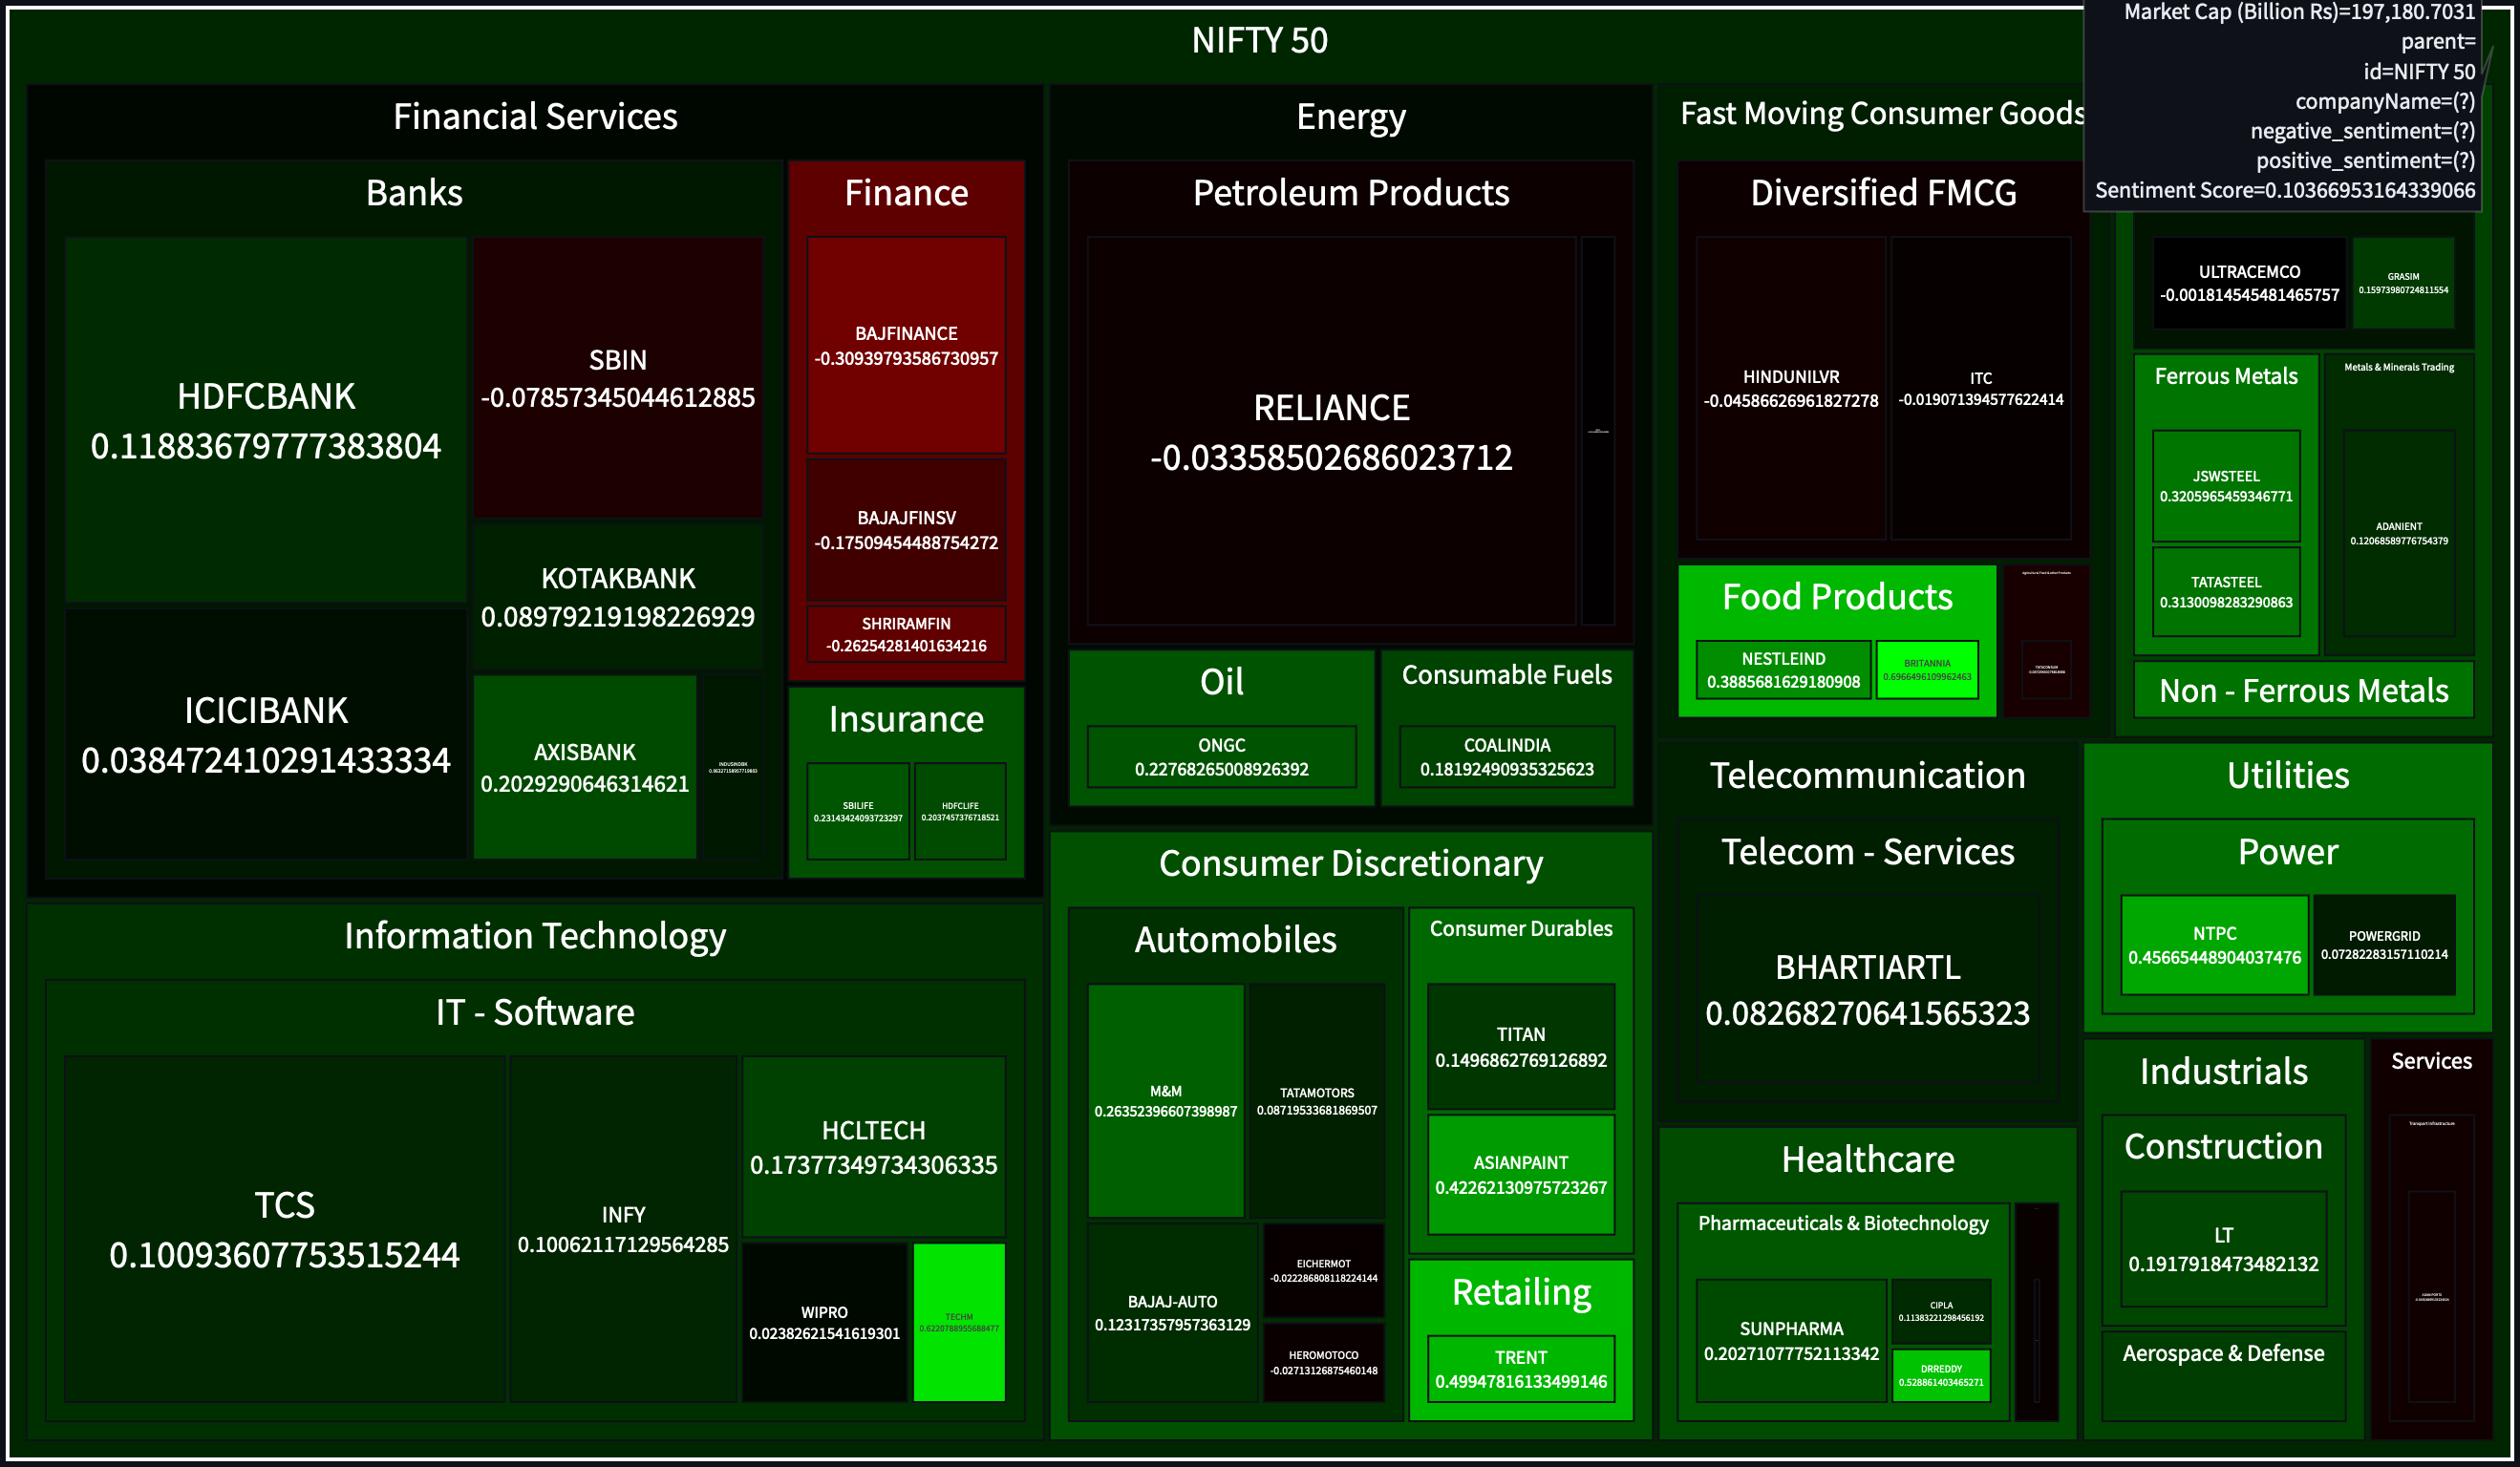 NIFTY 50
Market Cap (Billion Rs)=197,180.7031
parent=
id=NIFTY 50
companyName=(?)
negative_sentiment=(?)
positive_sentiment=(?)
Sentiment Score=0.10366953164339066
Financial Services
Banks
HDFCBANK
0.11883679777383804
SBIN
-0.07857345044612885
KOTAKBANK
0.08979219198226929
ICICIBANK
0.038472410291433334
AXISBANK
0.2029290646314621
INDUSINDBK
Finance
BAJFINANCE
-0.30939793586730957
BAJAJFINSV
-0.17509454488754272
SHRIRAMFIN
-0.26254281401634216
Insurance
SBILIFE
0.23143424093723297
HDFCLIFE
0.2037457376718521
Information Technology
IT - Software
TCS
0.10093607753515244
INFY
0.10062117129564285
HCLTECH
0.17377349734306335
WIPRO
0.02382621541619301
TECHM
0.6220788955688477
Energy
Petroleum Products
RELIANCE
-0.03358502686023712
Oil
ONGC
0.22768265008926392
Consumable Fuels
COALINDIA
0.18192490935325623
Consumer Discretionary
Automobiles
M&M
0.26352396607398987
TATAMOTORS
0.08719533681869507
BAJAJ-AUTO
0.12317357957363129
EICHERMOT
-0.022286808118224144
HEROMOTOCO
-0.02713126875460148
Consumer Durables
TITAN
0.1496862769126892
ASIANPAINT
0.42262130975723267
Retailing
TRENT
0.49947816133499146
Fast Moving Consumer Goods
Diversified FMCG
HINDUNILVR
-0.04586626961827278
ITC
-0.019071394577622414
Food Products
NESTLEIND
0.3885681629180908
BRITANNIA
0.6966496109962463
Agricultural Food & other Products
TATACONSUM
ULTRACEMCO
-0.001814545481465757
GRASIM
0.15973980724811554
Ferrous Metals
JSWSTEEL
0.3205965459346771
TATASTEEL
0.3130098283290863
Metals & Minerals Trading
ADANIENT
0.12068589776754379
Non - Ferrous Metals
Telecommunication
Telecom - Services
BHARTIARTL
0.08268270641565323
Utilities
Power
NTPC
0.45665448904037476
POWERGRID
0.07282283157110214
Healthcare
Pharmaceuticals & Biotechnology
SUNPHARMA
0.20271077752113342
CIPLA
0.11383221298456192
DRREDDY
0.528861403465271
Industrials
Construction
LT
0.1917918473482132
Aerospace & Defense
Services
Transport Infrastructure
ADANIPORTS